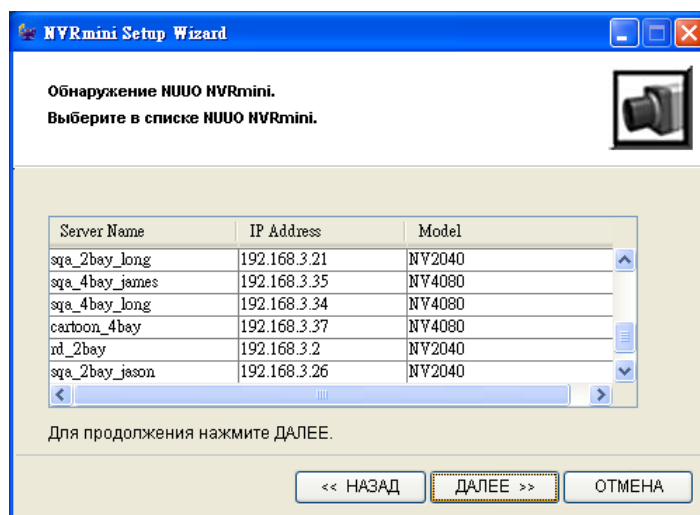 NVRmini Setup Wizard
Обнаружение NUUO NVRmini.
Выберите в списке NUUO NVRmini.
Server Name IP Address Model
sqa_2bay_long 192.168.3.21 NV2040
sqa_4bay_james 192.168.3.35 NV4080
sqa_4bay_long 192.168.3.34 NV4080
cartoon_4bay 192.168.3.37 NV4080
rd_2bay 192.168.3.2 NV2040
sqa_2bay_jason 192.168.3.26 NV2040
Для продолжения нажмите ДАЛЕЕ.
<< НАЗАД ДАЛЕЕ >> ОТМЕНА